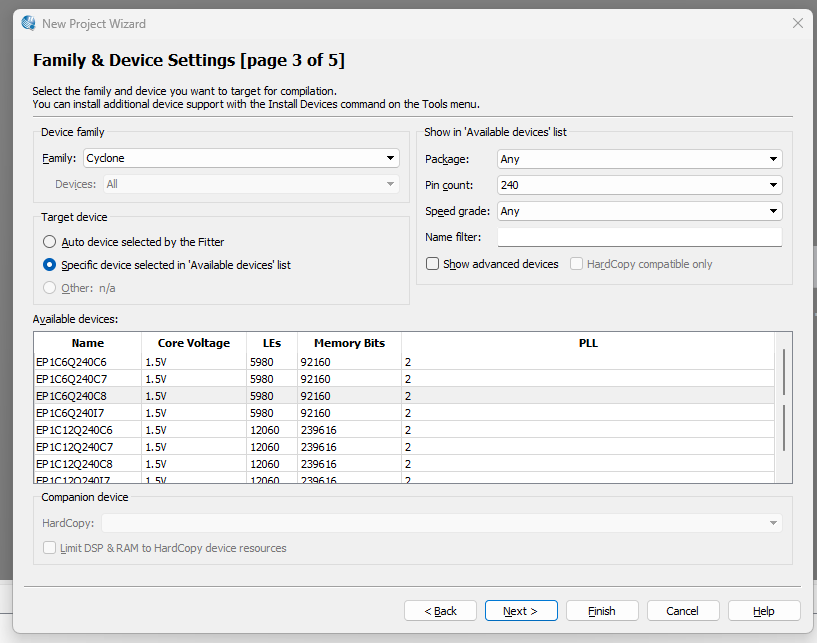 New Project Wizard
Family & Device Settings [page 3 of 5]
Select the family and device you want to target for compilation.
You can install additional device support with the Install Devices command on the Tools menu.
Device family
Family: Cyclone
Devices: All
Target device
Auto device selected by the Fitter
Specific device selected in 'Available devices' list
Other: n/a
Show in 'Available devices' list
Package: Any
Pin count: 240
Speed grade: Any
Name filter:
Show advanced devices HardCopy compatible only
Available devices:
Name Core Voltage LEs Memory Bits PLL
EP1C6Q240C6 1.5V 5980 92160 2
EP1C6Q240C7 1.5V 5980 92160 2
EP1C6Q240C8 1.5V 5980 92160 2
EP1C6Q240I7 1.5V 5980 92160 2
EP1C12Q240C6 1.5V 12060 239616 2
EP1C12Q240C7 1.5V 12060 239616 2
EP1C12Q240C8 1.5V 12060 239616 2
EP1C12Q240I7 1.5V 12060 239616 2
Companion device
HardCopy:
Limit DSP & RAM to HardCopy device resources
< Back Next > Finish Cancel Help